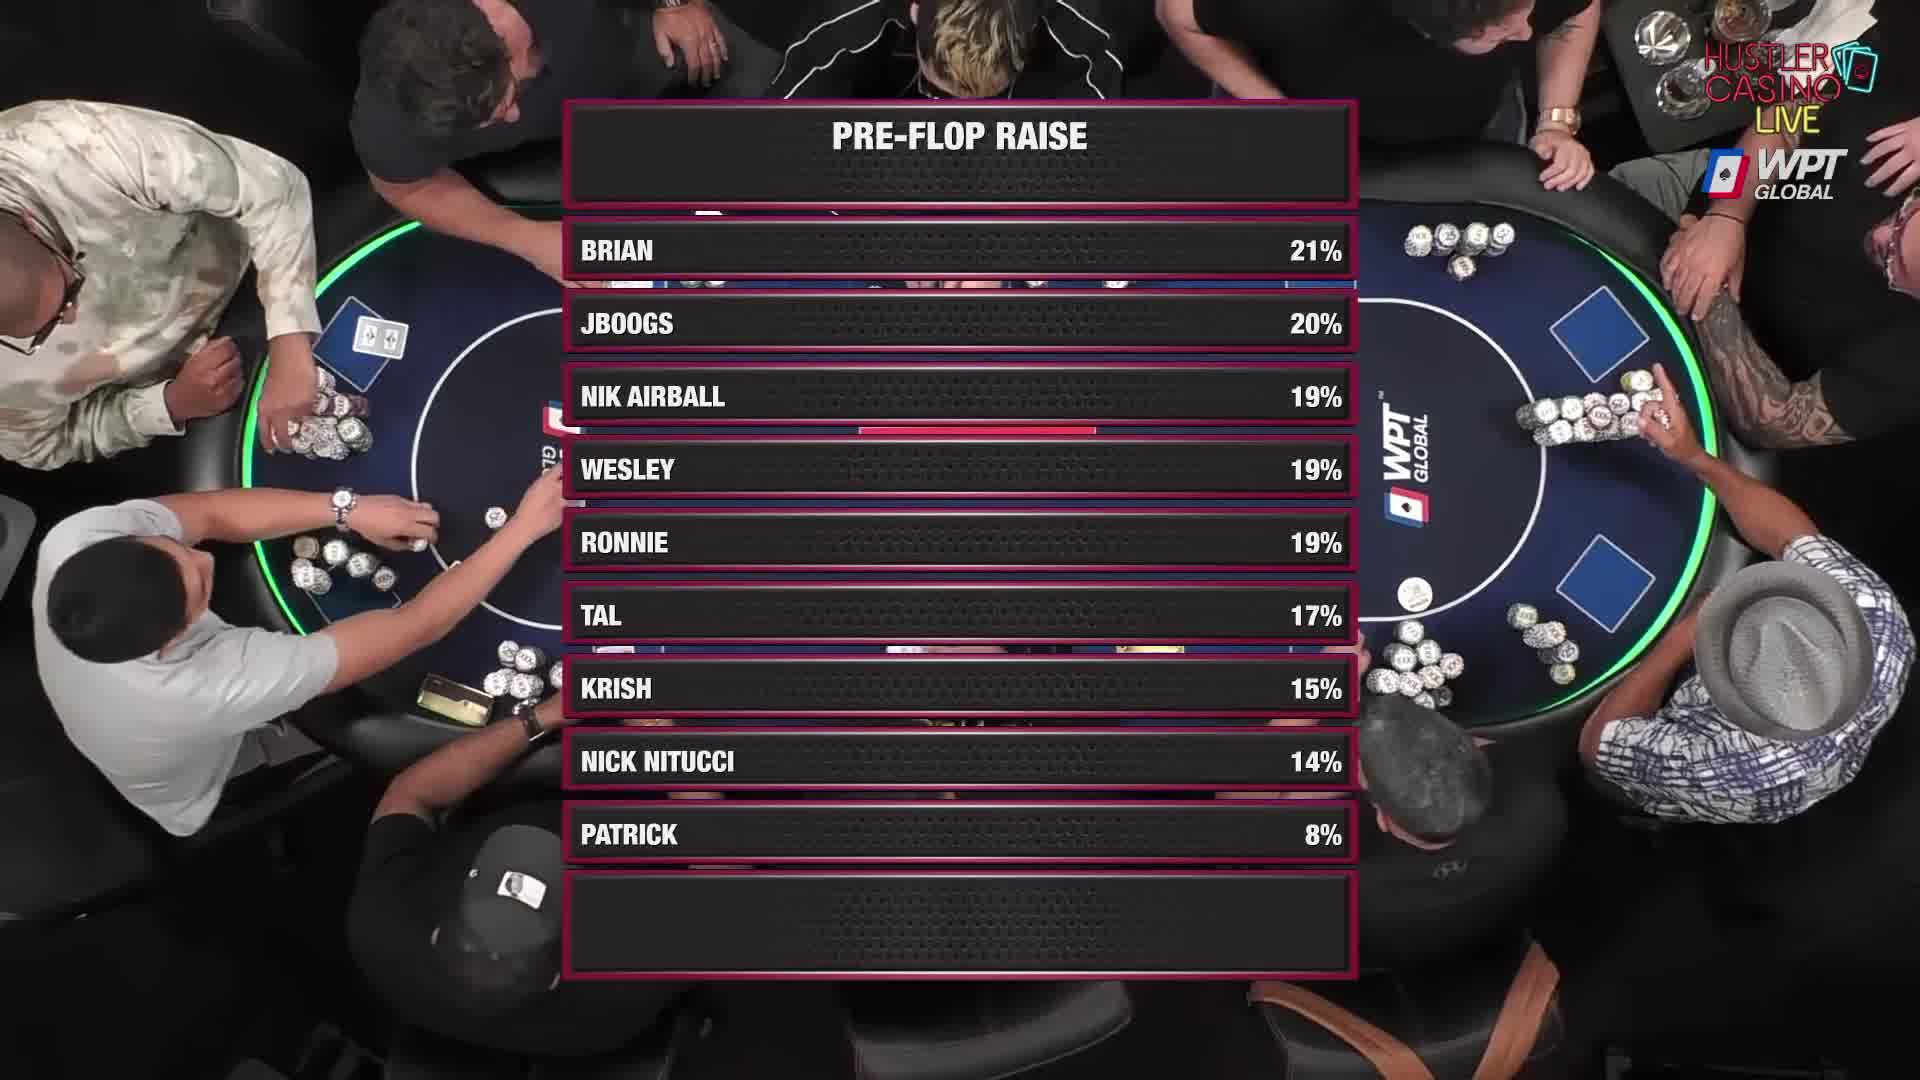 HUSTLER
CASINO
LIVE
WPT
GLOBAL
PRE-FLOP RAISE
BRIAN 21%
JBOOGS 20%
NIK AIRBALL 19%
WESLEY 19%
RONNIE 19%
TAL 17%
KRISH 15%
NICK NITUCCI 14%
PATRICK 8%
WPT
GLOBAL